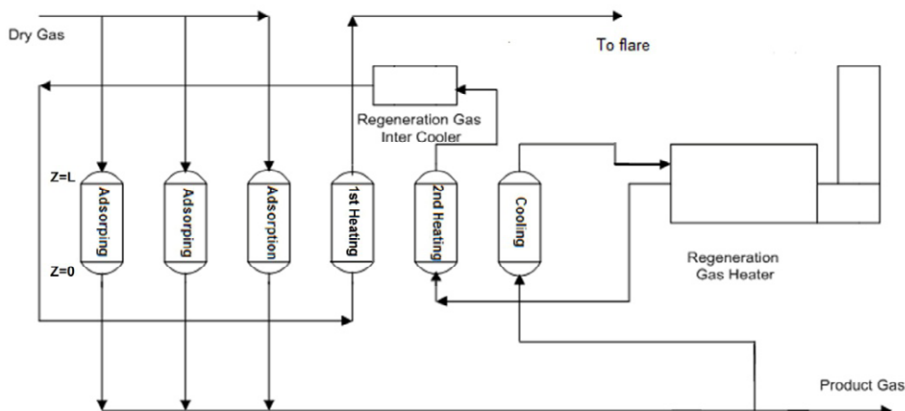 Dry Gas
To flare
Regeneration Gas
Inter Cooler
Z=L
Adsorping
Adsorping
Adsorption
1st Heating
2nd Heating
Cooling
Z=0
Regeneration
Gas Heater
Product Gas